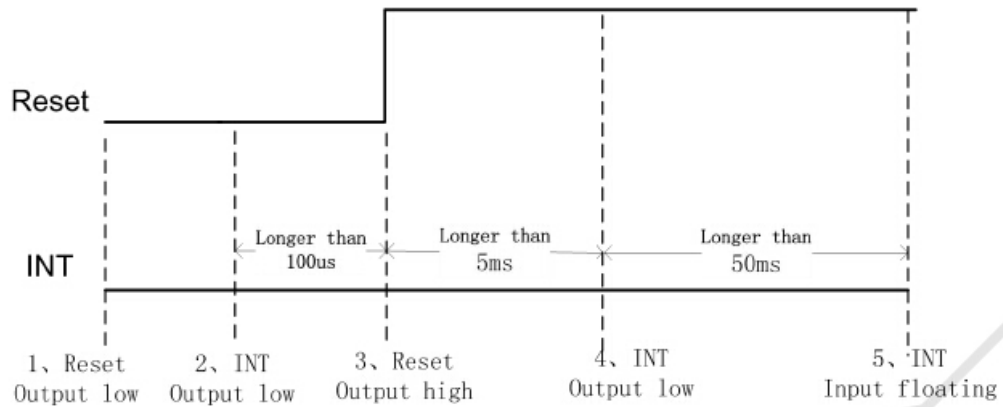 Reset
Longer than
100us
Longer than
5ms
Longer than
50ms
INT
1、Reset
Output low
2、INT
Output low
3、Reset
Output high
4、INT
Output low
5、INT
Input floating